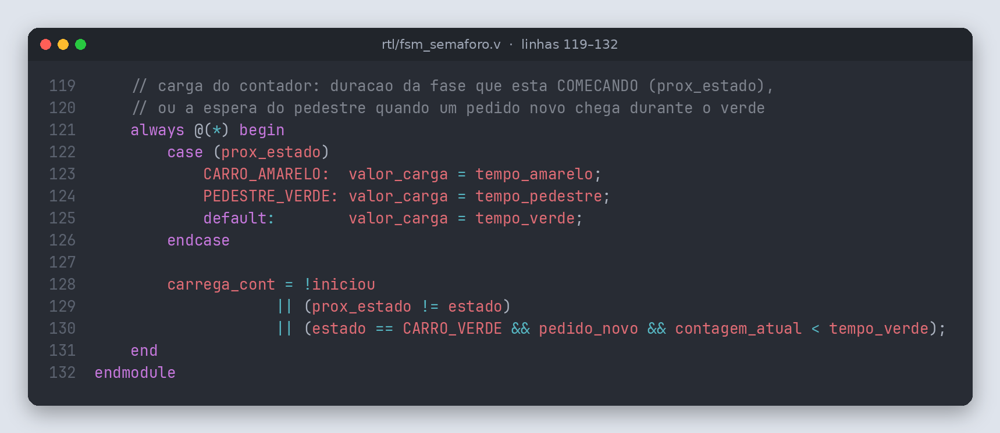 rtl/fsm_semaforo.v · linhas 119–132
119 // carga do contador: duracao da fase que esta COMECANDO (prox_estado),
120 // ou a espera do pedestre quando um pedido novo chega durante o verde
121 always @(*) begin
122 case (prox_estado)
123 CARRO_AMARELO: valor_carga = tempo_amarelo;
124 PEDESTRE_VERDE: valor_carga = tempo_pedestre;
125 default: valor_carga = tempo_verde;
126 endcase
127
128 carrega_cont = !iniciou
129 || (prox_estado != estado)
130 || (estado == CARRO_VERDE && pedido_novo && contagem_atual < tempo_verde);
131 end
132 endmodule